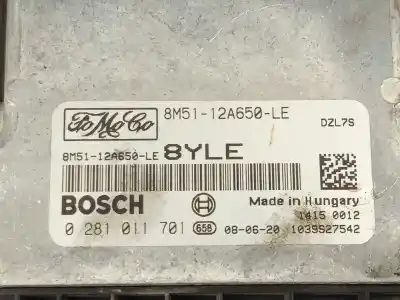 FoMoCo
8M51-12A650-LE
DZL7S
8M51-12A650-LE 8YLE
BOSCH
Made in Hungary
1415 0012
0 281 011 701 658 08-06-20 1039S27542